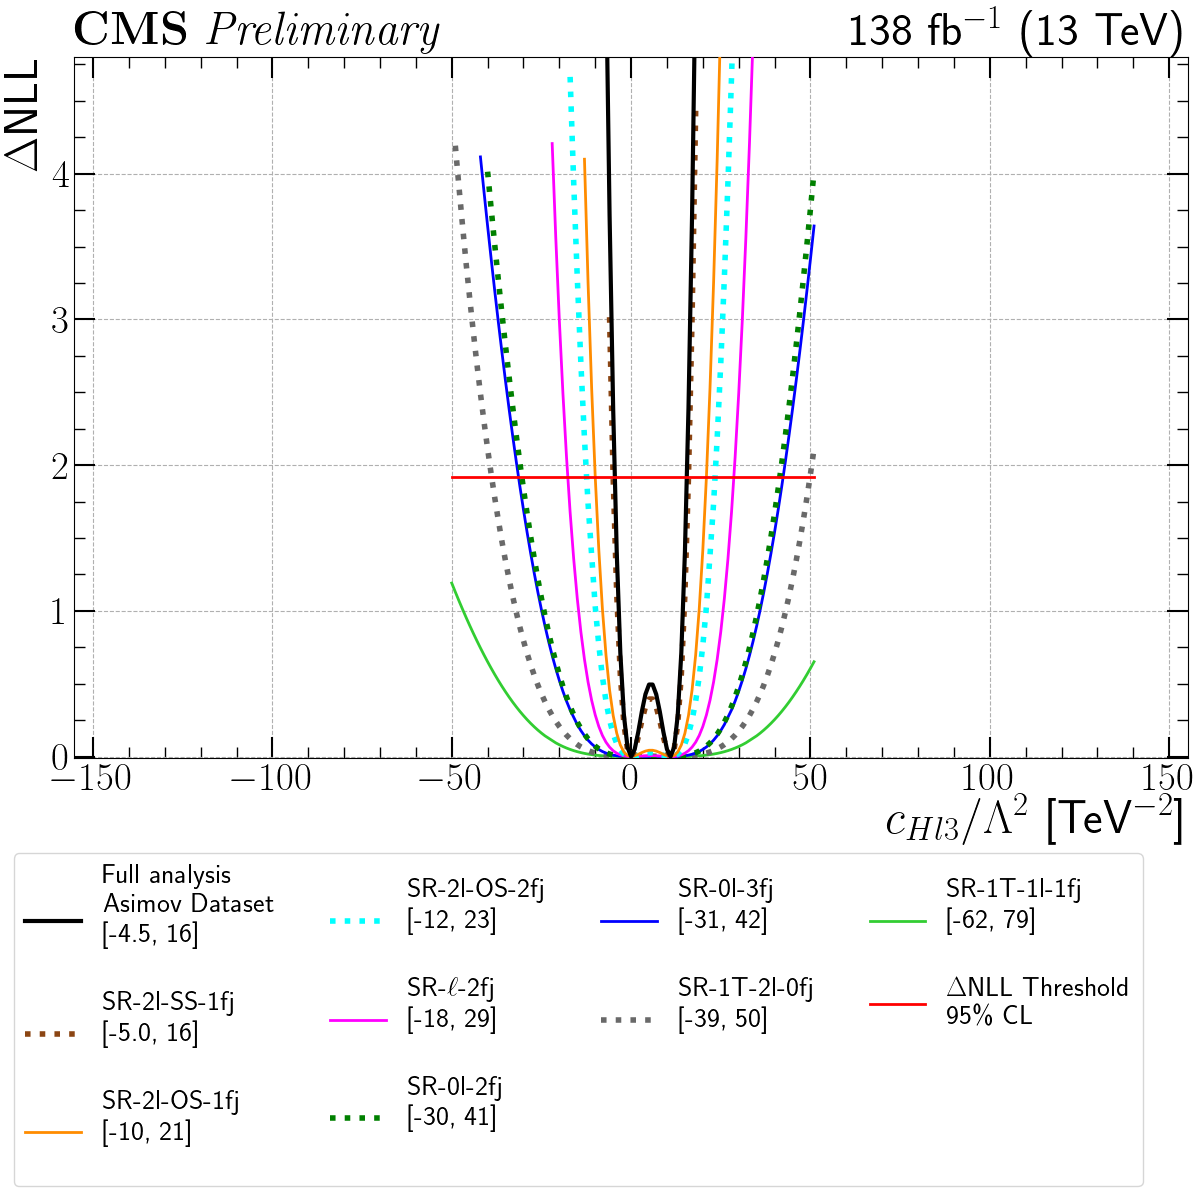 CMS Preliminary 138 fb⁻¹ (13 TeV)
ΔNLL
4
3
2
1
0
−150 −100 −50 0 50 100 150
c_{Hl3}/Λ² [TeV⁻²]
Full analysis
Asimov Dataset
[-4.5, 16]
SR-2l-SS-1fj
[-5.0, 16]
SR-2l-OS-1fj
[-10, 21]
SR-2l-OS-2fj
[-12, 23]
SR-ℓ-2fj
[-18, 29]
SR-0l-2fj
[-30, 41]
SR-0l-3fj
[-31, 42]
SR-1T-2l-0fj
[-39, 50]
SR-1T-1l-1fj
[-62, 79]
ΔNLL Threshold
95% CL